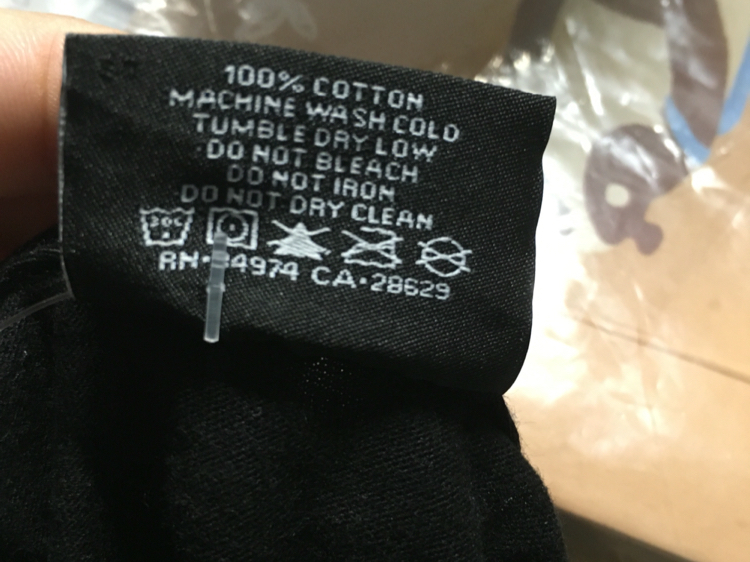 100% COTTON
MACHINE WASH COLD
TUMBLE DRY LOW
DO NOT BLEACH
DO NOT IRON
DO NOT DRY CLEAN
30C
CA•28629